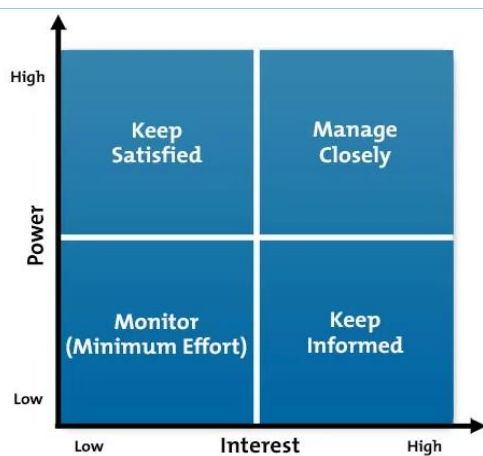 High
Keep
Satisfied
Manage
Closely
Power
Monitor
(Minimum Effort)
Keep
Informed
Low
Low
Interest
High